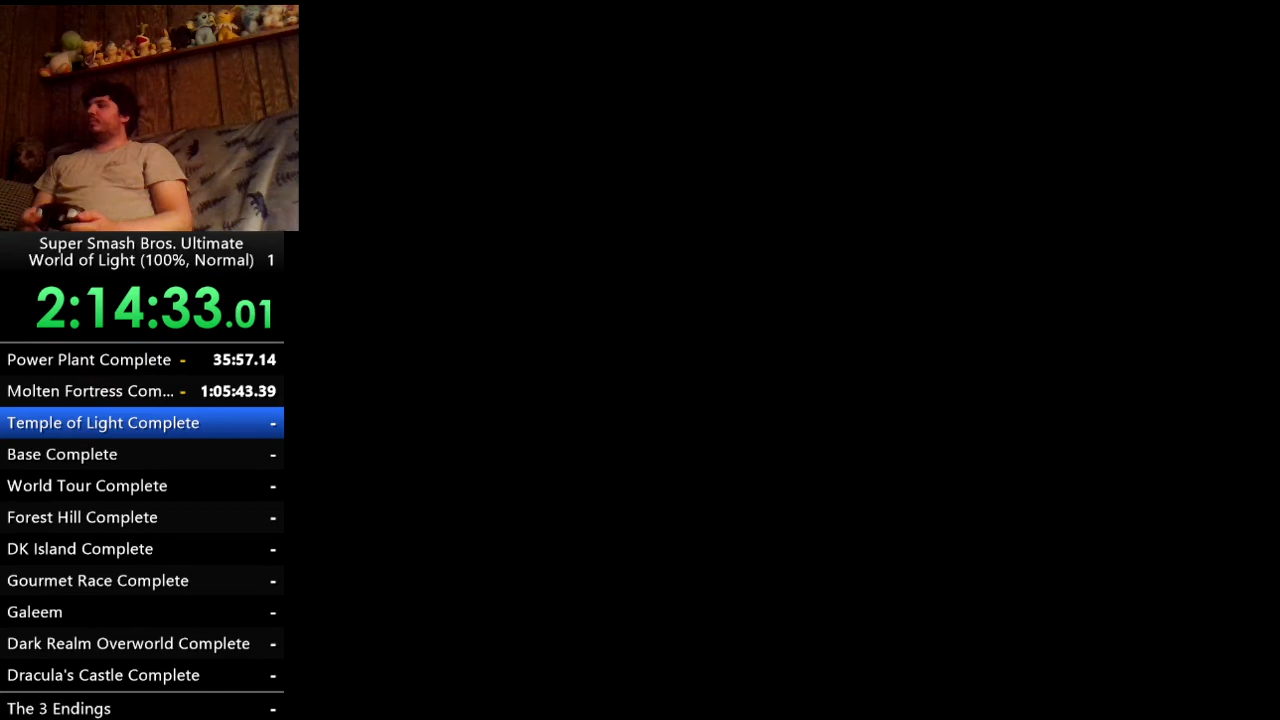 Super Smash Bros. Ultimate
World of Light (100%, Normal) 1
2:14:33.01
Power Plant Complete - 35:57.14
Molten Fortress Com... - 1:05:43.39
Temple of Light Complete -
Base Complete -
World Tour Complete -
Forest Hill Complete -
DK Island Complete -
Gourmet Race Complete -
Galeem -
Dark Realm Overworld Complete -
Dracula's Castle Complete -
The 3 Endings -